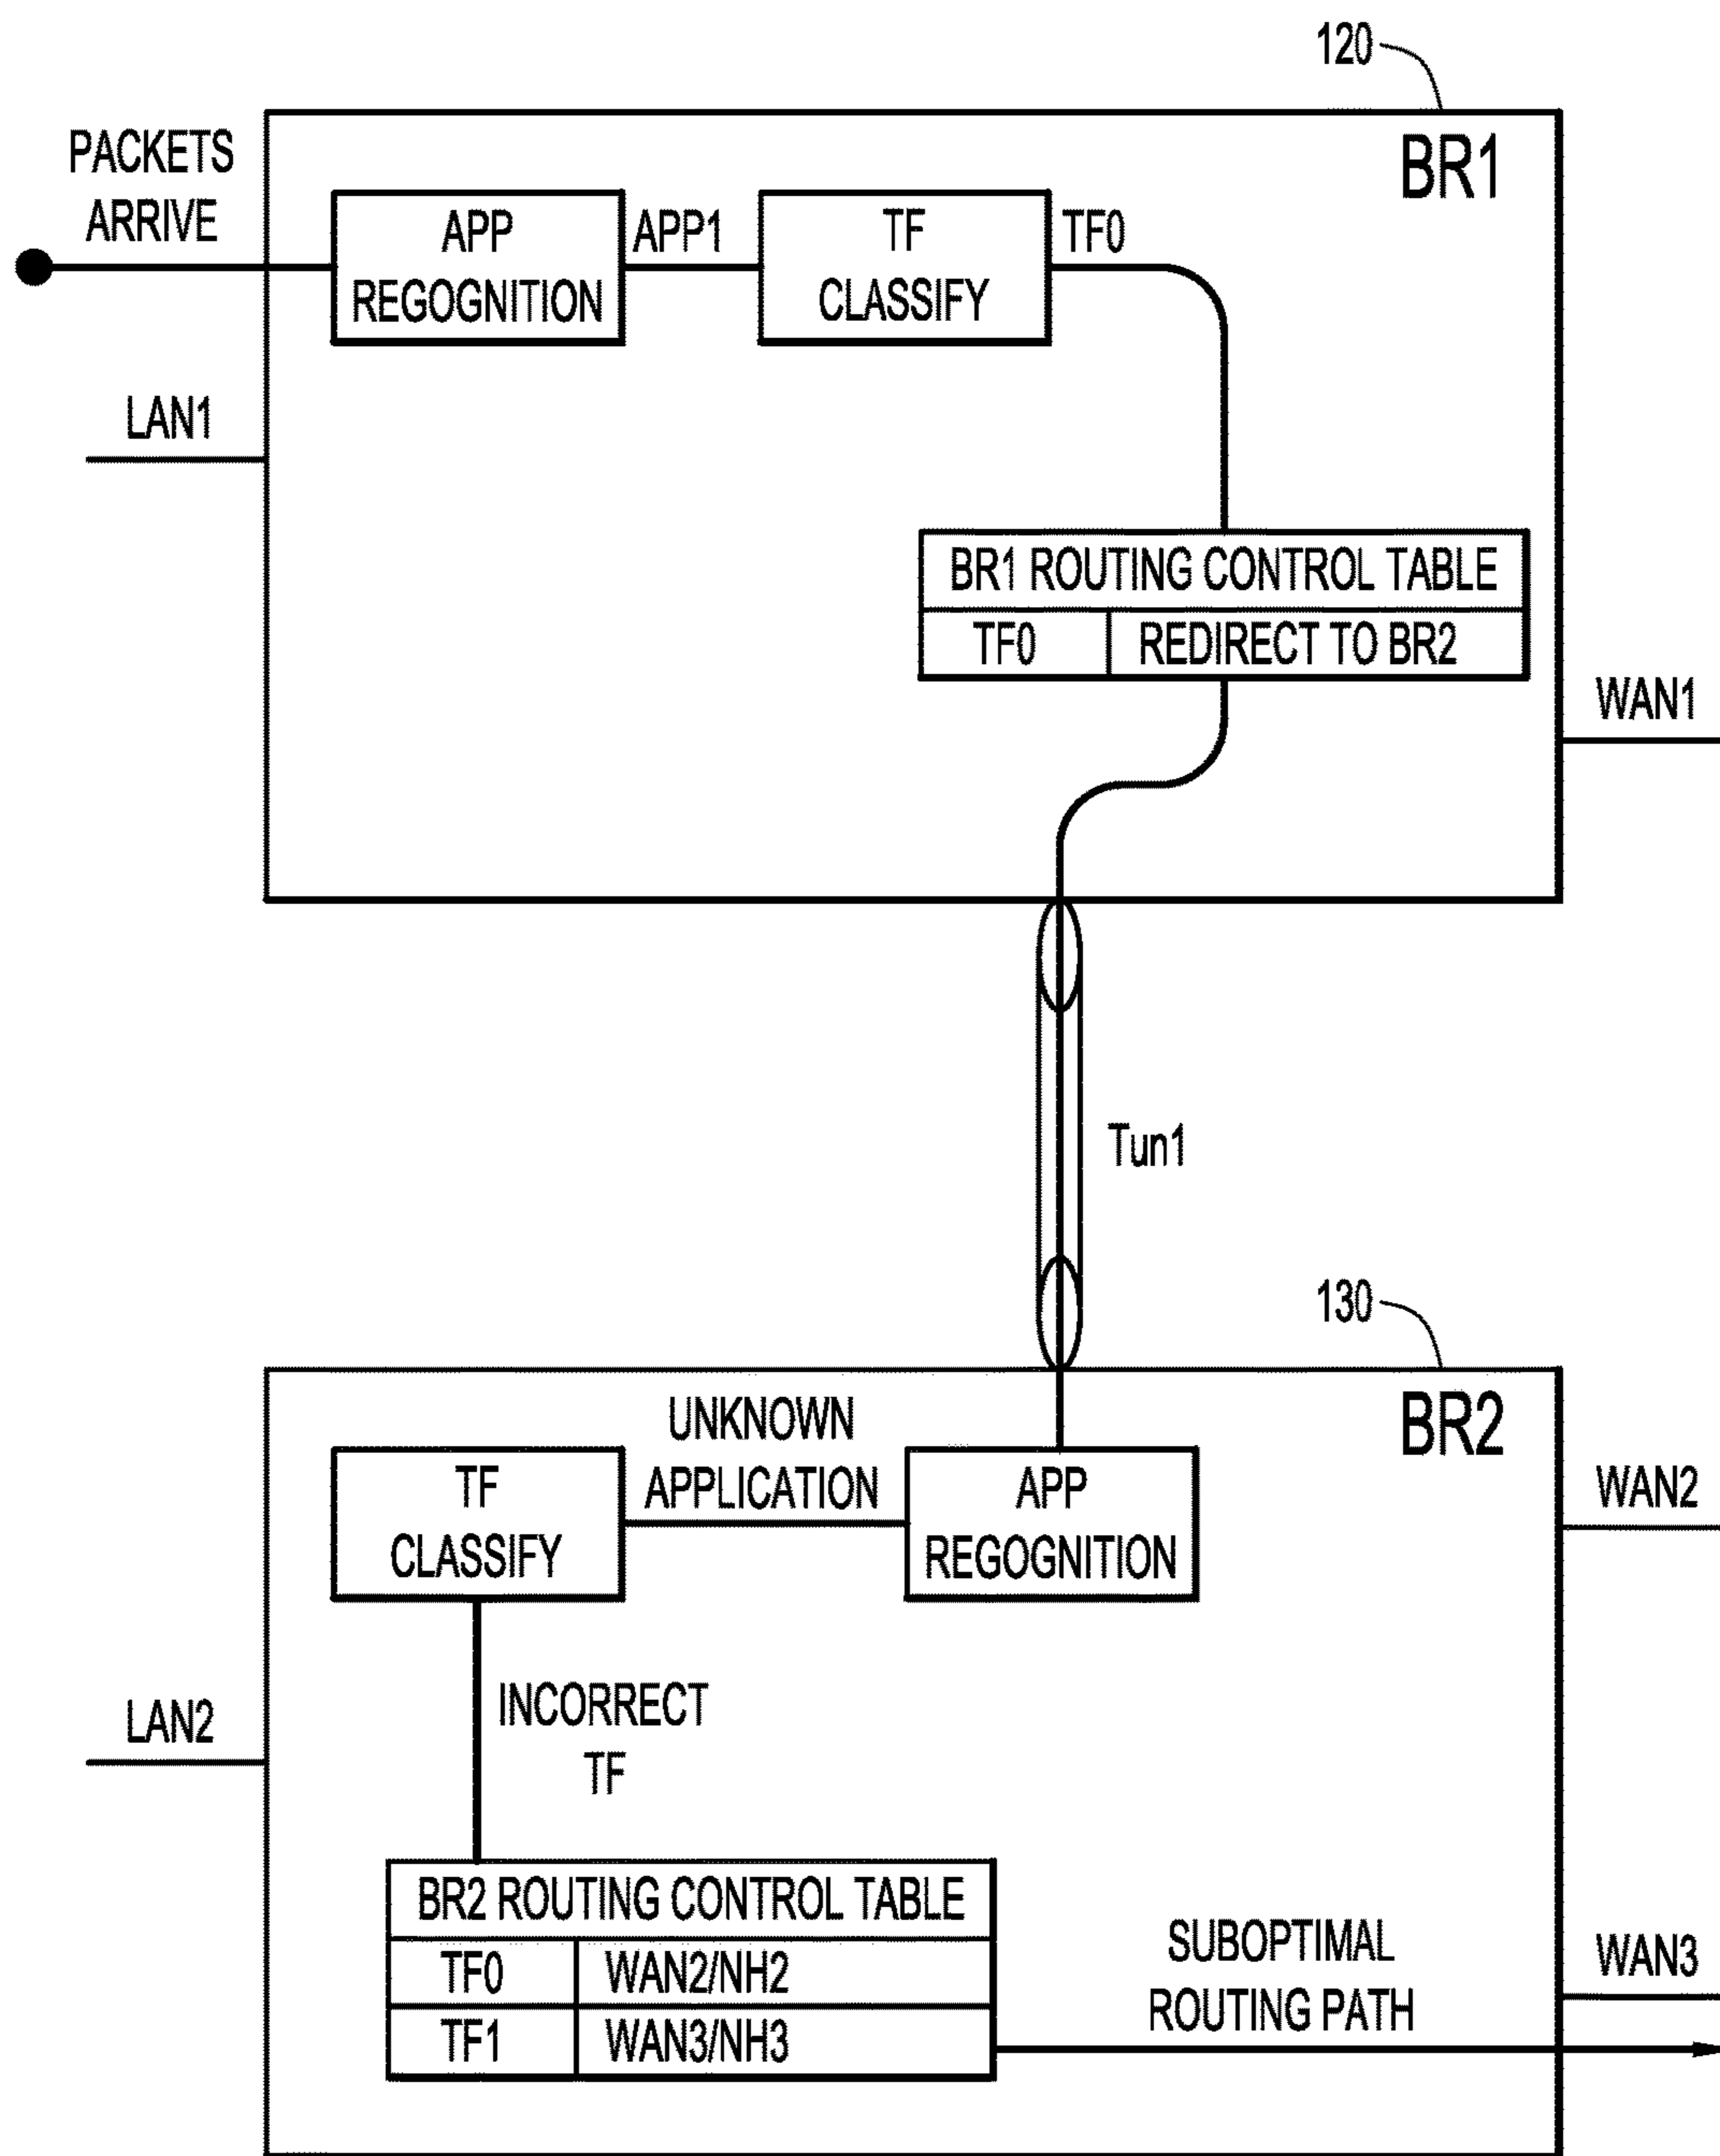 120
BR1
PACKETS
ARRIVE
APP
REGOGNITION
APP1
TF
CLASSIFY
TF0
LAN1
BR1 ROUTING CONTROL TABLE
TF0 REDIRECT TO BR2
WAN1
Tun1
130
BR2
UNKNOWN
APPLICATION
TF
CLASSIFY
APP
REGOGNITION
WAN2
LAN2
INCORRECT
TF
BR2 ROUTING CONTROL TABLE
TF0 WAN2/NH2
TF1 WAN3/NH3
SUBOPTIMAL
ROUTING PATH
WAN3